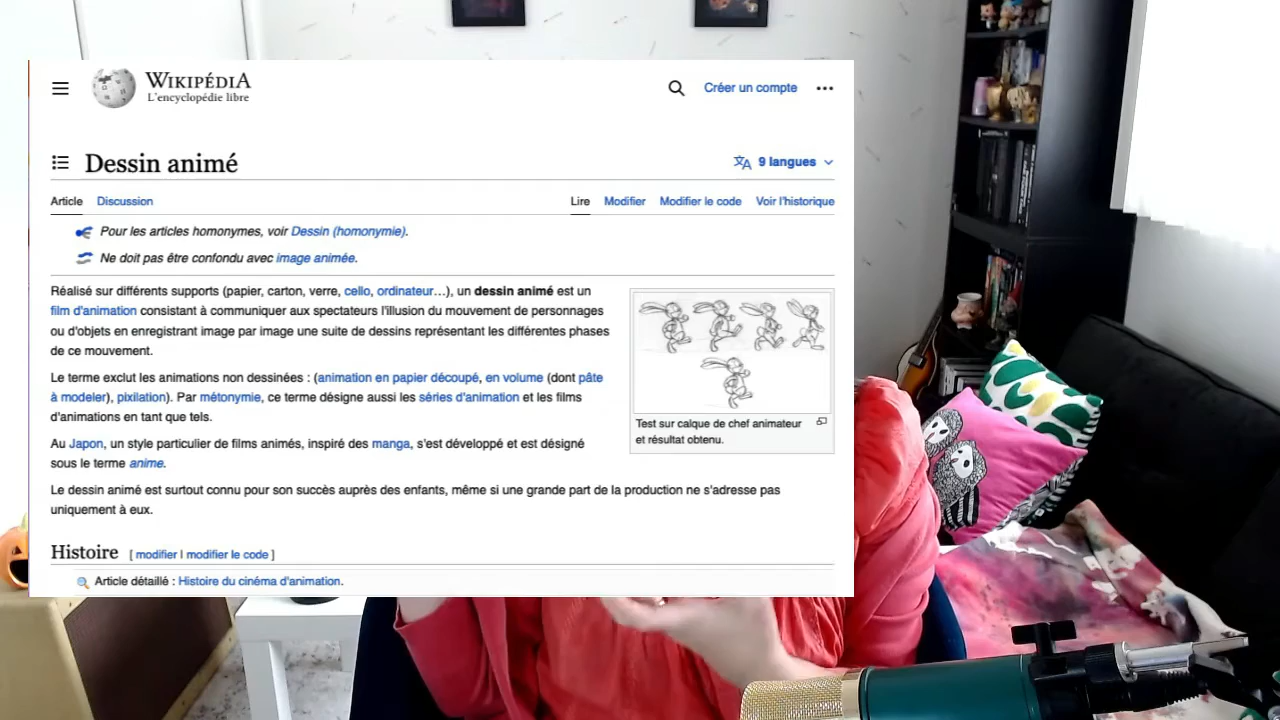 WIKIPÉDIA
L'encyclopédie libre
Créer un compte
Dessin animé
9 langues
Article Discussion Lire Modifier Modifier le code Voir l'historique
Pour les articles homonymes, voir Dessin (homonymie).
Ne doit pas être confondu avec image animée.
Réalisé sur différents supports (papier, carton, verre, cello, ordinateur…), un dessin animé est un
film d'animation consistant à communiquer aux spectateurs l'illusion du mouvement de personnages
ou d'objets en enregistrant image par image une suite de dessins représentant les différentes phases
de ce mouvement.
Le terme exclut les animations non dessinées : (animation en papier découpé, en volume (dont pâte
à modeler), pixilation). Par métonymie, ce terme désigne aussi les séries d'animation et les films
d'animations en tant que tels.
Au Japon, un style particulier de films animés, inspiré des manga, s'est développé et est désigné
sous le terme anime.
Test sur calque de chef animateur
et résultat obtenu.
Le dessin animé est surtout connu pour son succès auprès des enfants, même si une grande part de la production ne s'adresse pas
uniquement à eux.
Histoire [ modifier | modifier le code ]
Article détaillé : Histoire du cinéma d'animation.